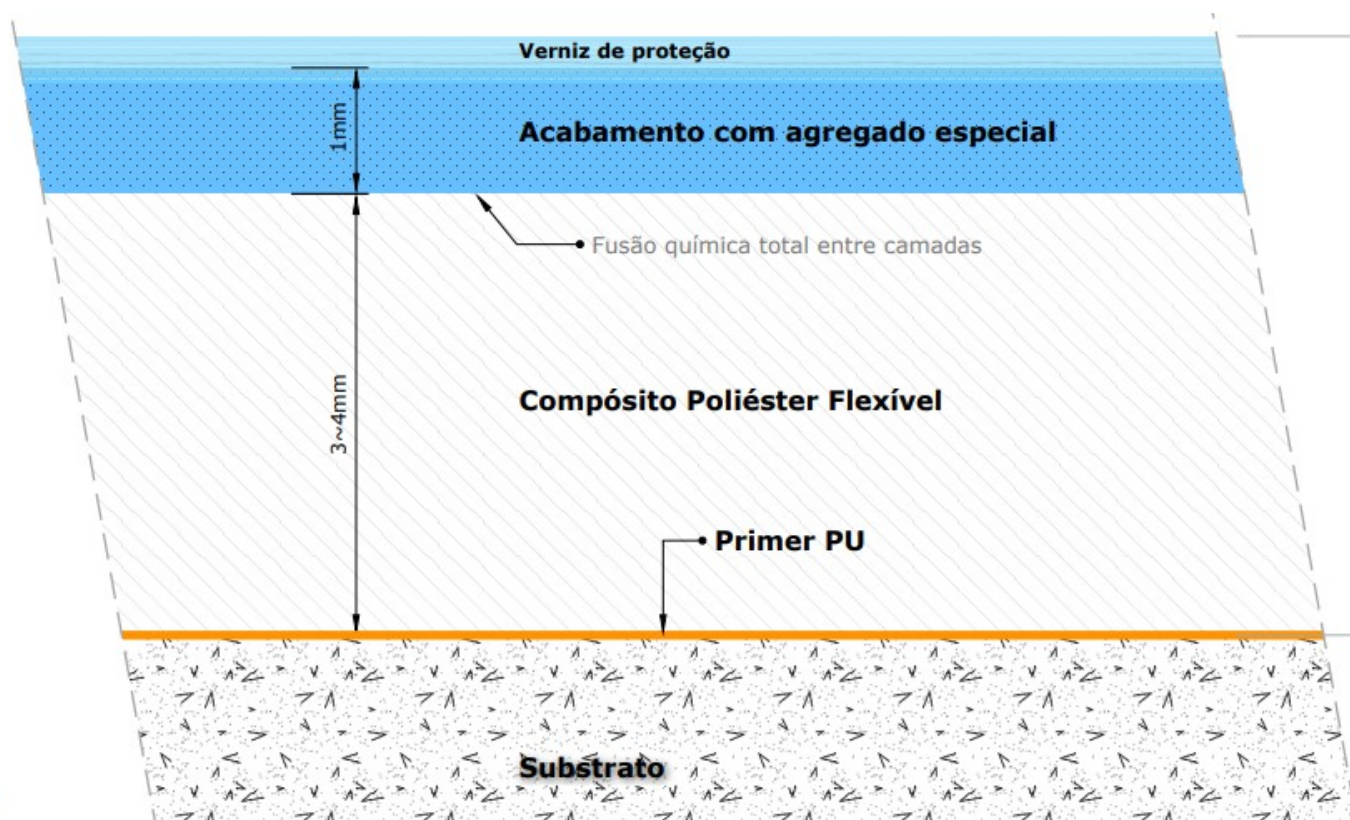 Verniz de proteção
1mm
Acabamento com agregado especial
Fusão química total entre camadas
3~4mm
Compósito Poliéster Flexível
Primer PU
Substrato